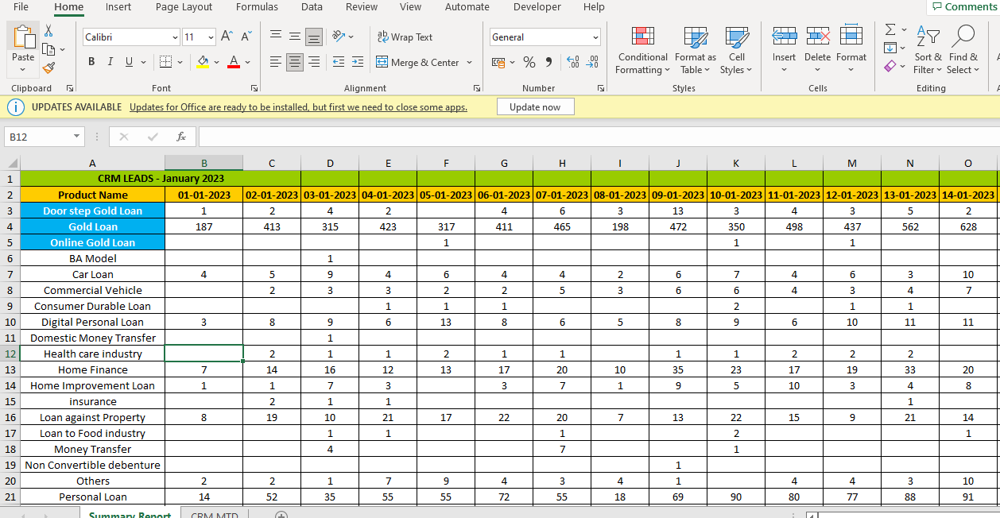 File Home Insert Page Layout Formulas Data Review View Automate Developer Help Comments
Calibri 11 A A ab Wrap Text General
Paste Conditional Format as Cell Insert Delete Format Sort & Find &
B I U A Merge & Center % Formatting Table Styles Filter Select
Clipboard Font Alignment Number Styles Cells Editing
UPDATES AVAILABLE Updates for Office are ready to be installed, but first we need to close some apps. Update now
B12 fx
A B C D E F G H I J K L M N O
1 CRM LEADS - January 2023
2 Product Name 01-01-2023 02-01-2023 03-01-2023 04-01-2023 05-01-2023 06-01-2023 07-01-2023 08-01-2023 09-01-2023 10-01-2023 11-01-2023 12-01-2023 13-01-2023 14-01-2023
3 Door step Gold Loan 1 2 4 2 4 6 3 13 3 4 3 5 2
4 Gold Loan 187 413 315 423 317 411 465 198 472 350 498 437 562 628
5 Online Gold Loan 1 1 1
6 BA Model 1
7 Car Loan 4 5 9 4 6 4 4 2 6 7 4 6 3 10
8 Commercial Vehicle 2 3 3 2 2 5 3 6 6 4 3 4 7
9 Consumer Durable Loan 1 1 1 2 1 1
10 Digital Personal Loan 3 8 9 6 13 8 6 5 8 9 6 10 11 11
11 Domestic Money Transfer 1
12 Health care industry 2 1 1 2 1 1 1 1 2 2 2
13 Home Finance 7 14 16 12 13 17 20 10 35 23 17 19 33 20
14 Home Improvement Loan 1 1 7 3 3 7 1 9 5 10 3 4 8
15 insurance 2 1 1 1
16 Loan against Property 8 19 10 21 17 22 20 7 13 22 15 9 21 14
17 Loan to Food industry 1 1 1 2 1
18 Money Transfer 4 7 1
19 Non Convertible debenture 1
20 Others 2 2 1 7 9 4 3 4 1 4 4 3 10
21 Personal Loan 14 52 35 55 55 72 55 18 69 90 80 77 88 91
Summary Report CRM MTD